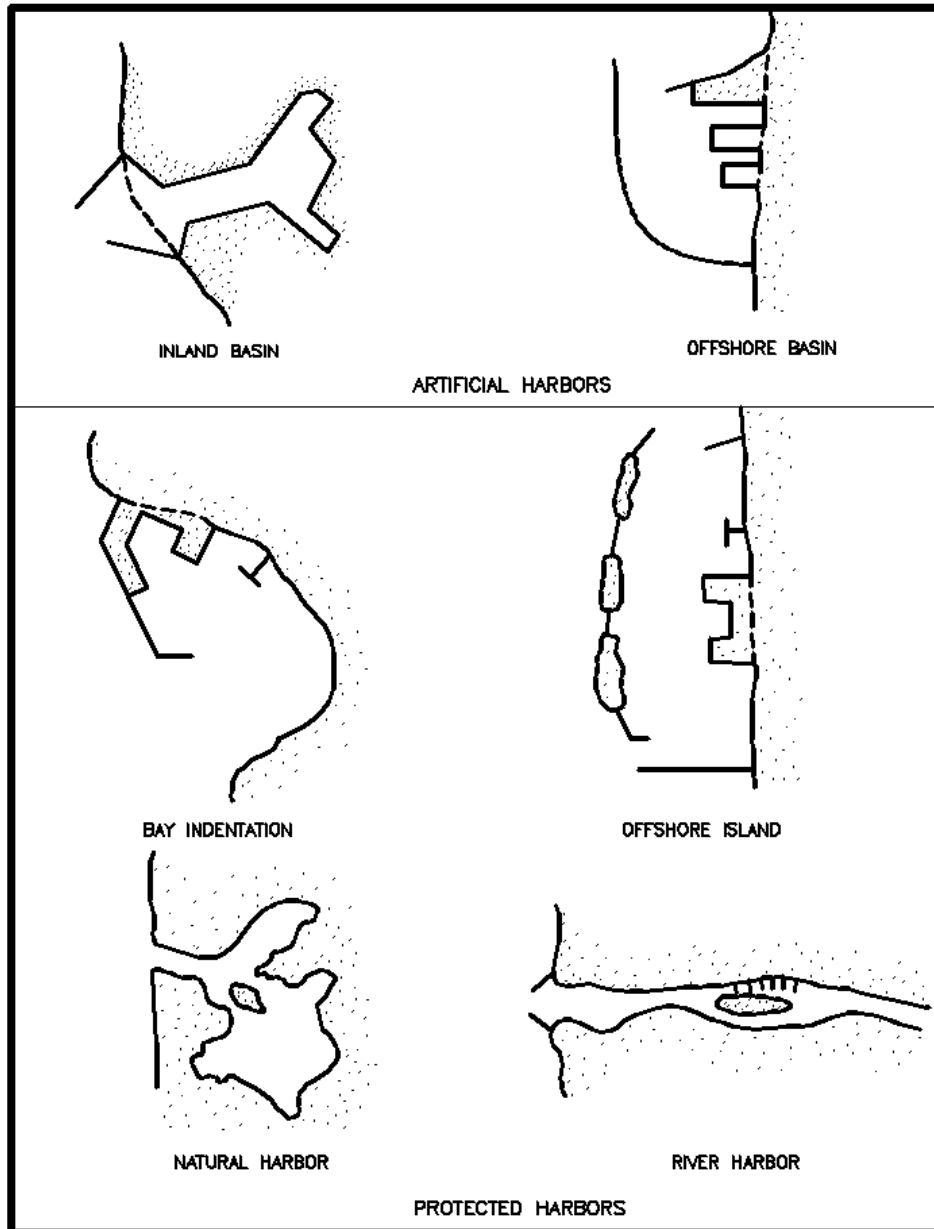 INLAND BASIN
OFFSHORE BASIN
ARTIFICIAL HARBORS
BAY INDENTATION
OFFSHORE ISLAND
NATURAL HARBOR
RIVER HARBOR
PROTECTED HARBORS